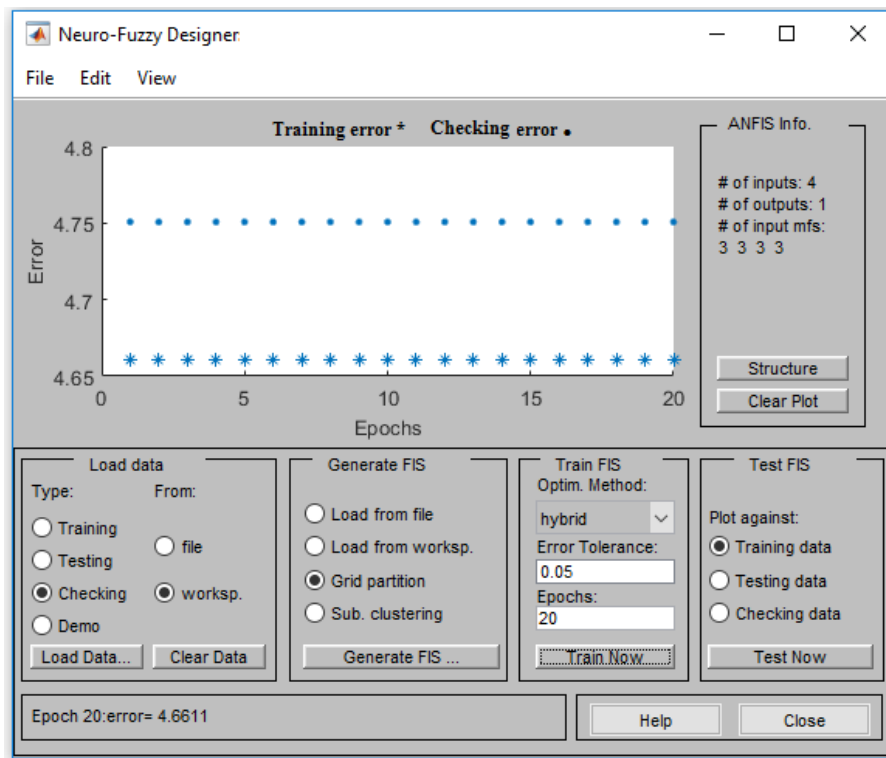 Neuro-Fuzzy Designer:
File Edit View
Training error * Checking error •
4.8
4.75
4.7
4.65
Error
0 5 10 15 20
Epochs
ANFIS Info.
# of inputs: 4
# of outputs: 1
# of input mfs:
3 3 3 3
Structure
Clear Plot
Load data
Type: From:
Training
Testing
Checking
Demo
file
worksp.
Load Data... Clear Data
Generate FIS
Load from file
Load from worksp.
Grid partition
Sub. clustering
Generate FIS ...
Train FIS
Optim. Method:
hybrid
Error Tolerance:
0.05
Epochs:
20
Train Now
Test FIS
Plot against:
Training data
Testing data
Checking data
Test Now
Epoch 20:error= 4.6611
Help Close